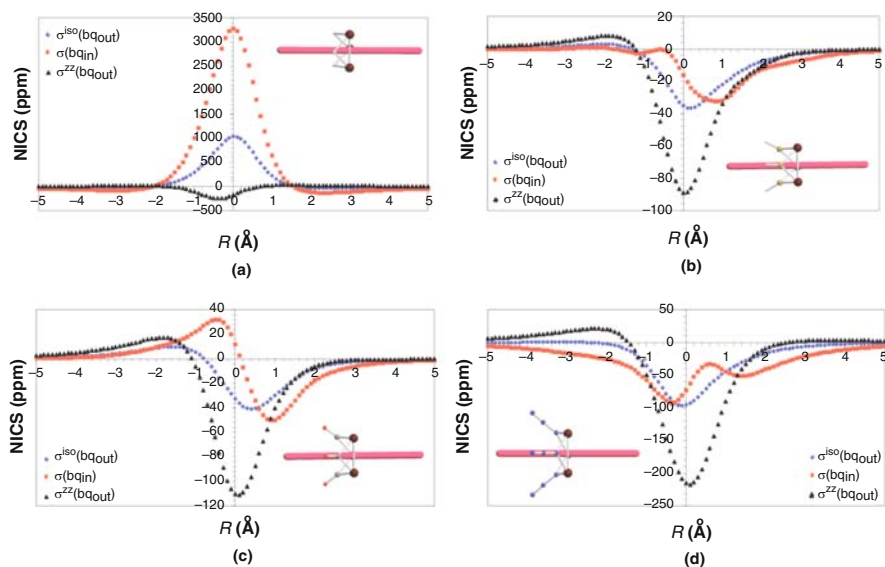 3500
3000
2500
2000
1500
1000
500
0
−500
−5 −4 −3 −2 −1 0 1 2 3 4 5
NICS (ppm)
σiso(bqout)
σ(bqin)
σzz(bqout)
R (Å)
(a)
20
0
−20
−40
−60
−80
−100
−5 −4 −3 −2 −1 0 1 2 3 4 5
NICS (ppm)
σiso(bqout)
σ(bqin)
σzz(bqout)
R (Å)
(b)
40
20
0
−20
−40
−60
−80
−100
−120
−5 −4 −3 −2 −1 0 1 2 3 4 5
NICS (ppm)
σiso(bqout)
σ(bqin)
σzz(bqout)
R (Å)
(c)
50
0
−50
−100
−150
−200
−250
−5 −4 −3 −2 −1 0 1 2 3 4 5
NICS (ppm)
σiso(bqout)
σ(bqin)
σzz(bqout)
R (Å)
(d)